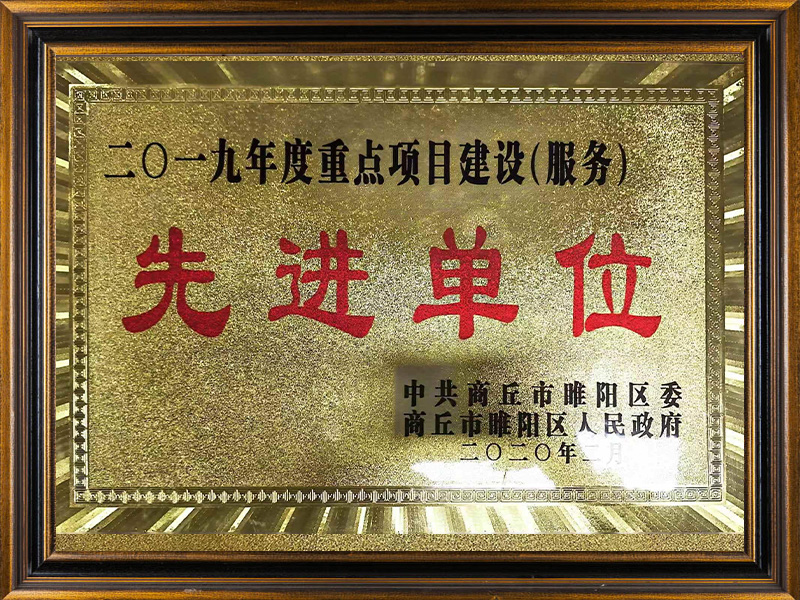 二〇一九年度重点项目建设(服务)
先进单位
中共商丘市睢阳区委
商丘市睢阳区人民政府
二〇二〇年二月